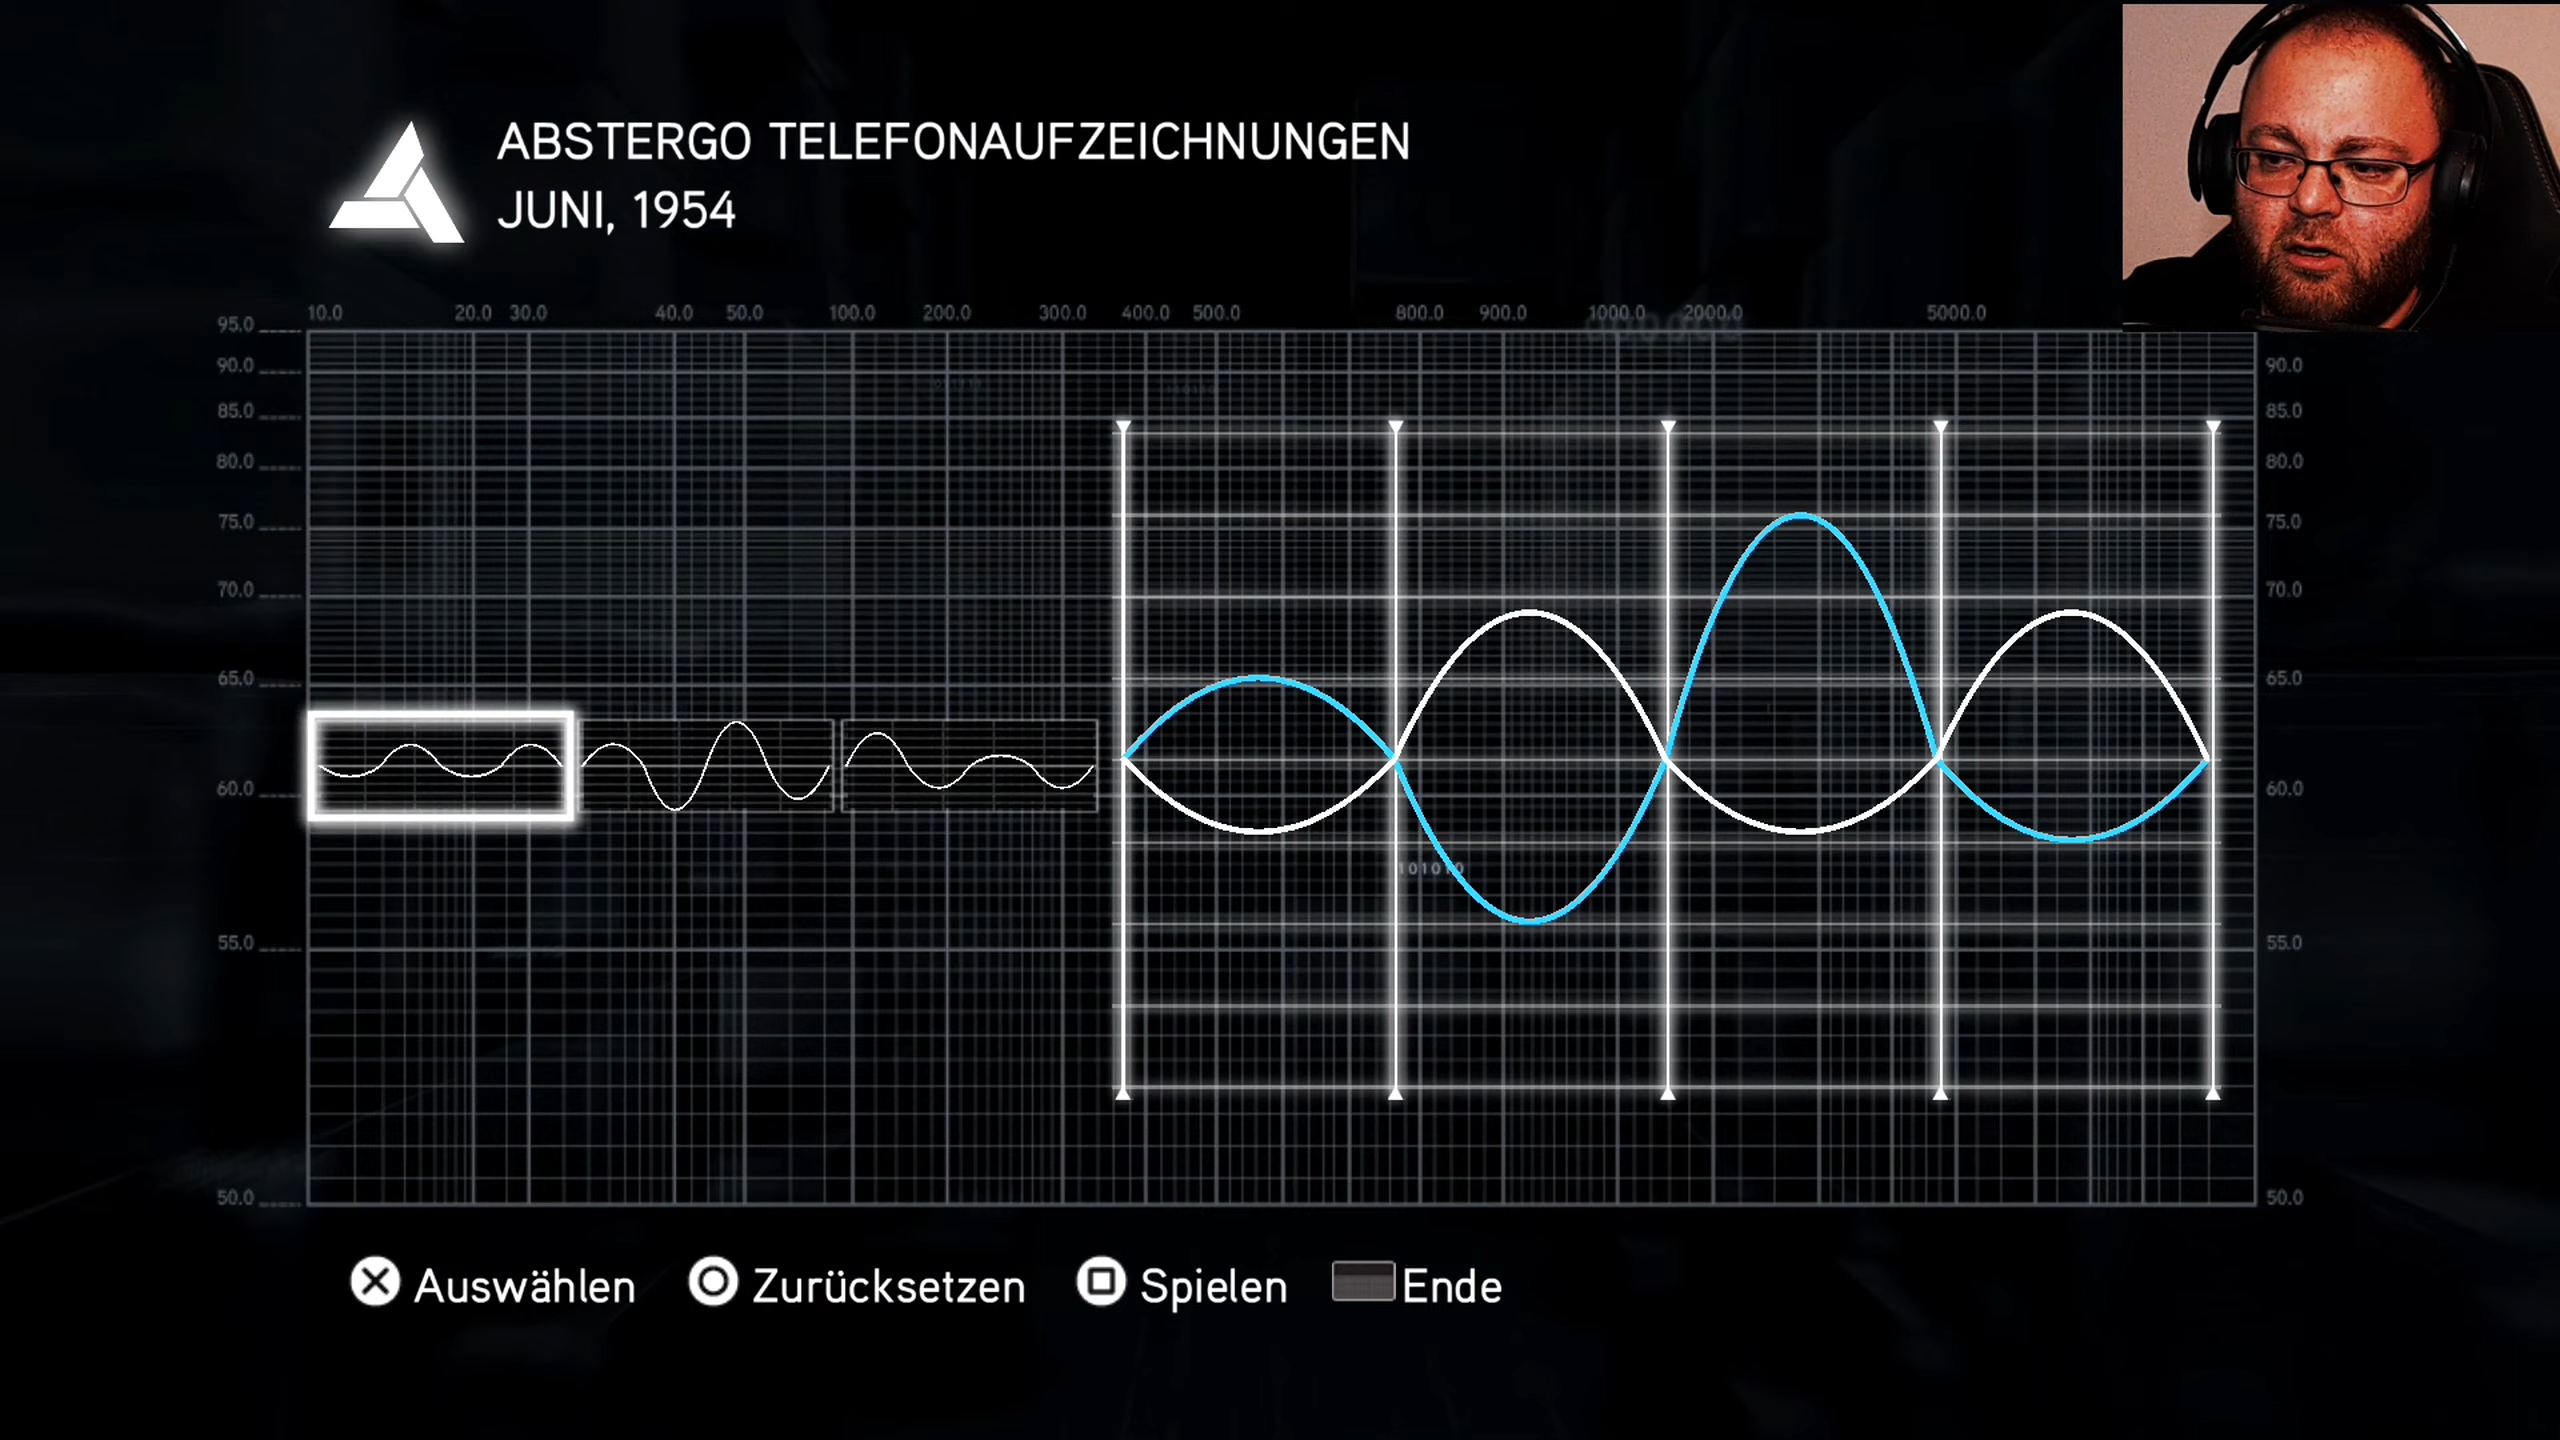 ABSTERGO TELEFONAUFZEICHNUNGEN
JUNI, 1954
10.0 20.0 30.0 40.0 50.0 100.0 200.0 300.0 400.0 500.0 800.0 900.0 1000.0 2000.0 5000.0
95.0
90.0 90.0
85.0 85.0
80.0 80.0
75.0 75.0
70.0 70.0
65.0 65.0
60.0 60.0
55.0 55.0
50.0 50.0
Auswählen Zurücksetzen Spielen Ende